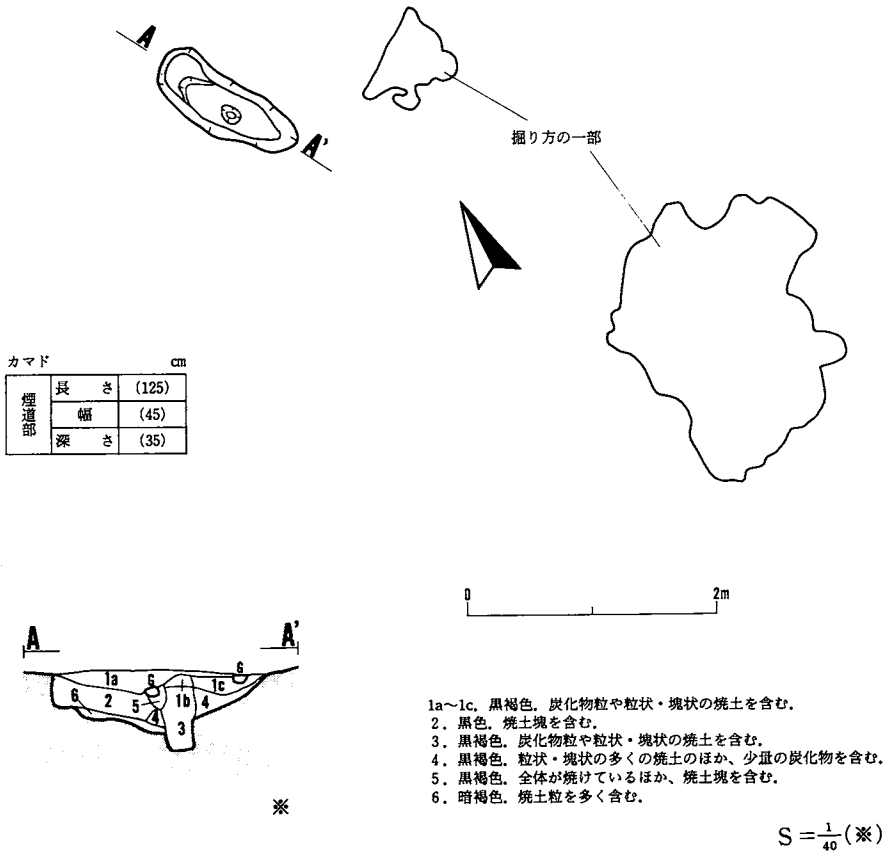 A
A'
掘り方の一部
カマド cm
煙道部
長さ (125)
幅 (45)
深さ (35)
0 2m
A A'
1a G 1c G
6 2 5 1b 4
4 3
※
1a～1c. 黒褐色. 炭化物粒や粒状・塊状の焼土を含む.
2. 黒色. 焼土塊を含む.
3. 黒褐色. 炭化物粒や粒状・塊状の焼土を含む.
4. 黒褐色. 粒状・塊状の多くの焼土のほか、少量の炭化物を含む.
5. 黒褐色. 全体が焼けているほか、焼土塊を含む.
6. 暗褐色. 焼土粒を多く含む.
S=1/40(※)